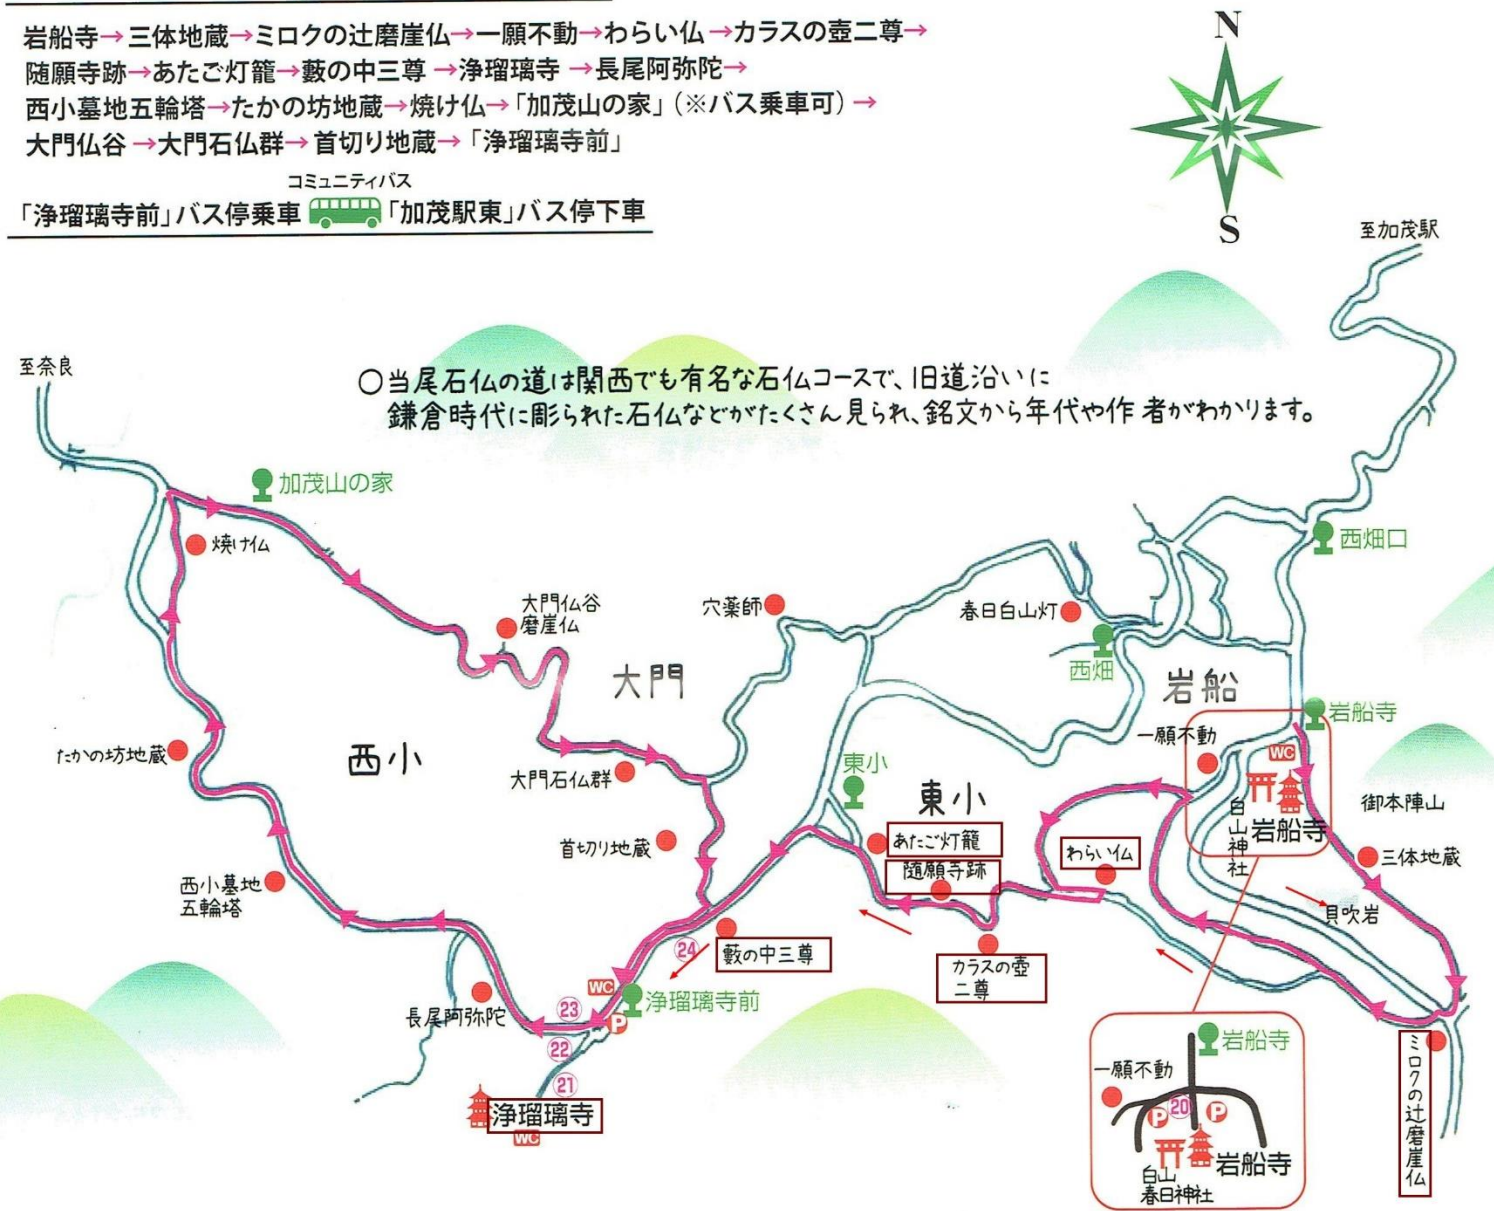 岩船寺→三体地蔵→ミロクの辻磨崖仏→一願不動→わらい仏→カラスの壺二尊→
随願寺跡→あたご灯籠→藪の中三尊→浄瑠璃寺→長尾阿弥陀→
西小墓地五輪塔→たかの坊地蔵→焼け仏→「加茂山の家」(※バス乗車可)→
大門仏谷→大門石仏群→首切り地蔵→「浄瑠璃寺前」
コミュニティバス
「浄瑠璃寺前」バス停乗車
「加茂駅東」バス停下車
N
S
至加茂駅
至奈良
○当尾石仏の道は関西でも有名な石仏コースで、旧道沿いに
鎌倉時代に彫られた石仏などがたくさん見られ、銘文から年代や作者がわかります。
加茂山の家
焼け仏
西畑口
大門仏谷
磨崖仏
穴薬師
春日白山灯
西畑
大門
岩船
岩船寺
一願不動
WC
たかの坊地蔵
西小
大門石仏群
東小
東小
御本陣山
白山神社
岩船寺
あたご灯籠
首切り地蔵
わらい仏
三体地蔵
随願寺跡
西小墓地
五輪塔
貝吹岩
24
藪の中三尊
カラスの壺
二尊
WC
浄瑠璃寺前
長尾阿弥陀
23
P
22
21
浄瑠璃寺
WC
ミロクの辻磨崖仏
岩船寺
一願不動
P
20
P
岩船寺
白山
春日神社